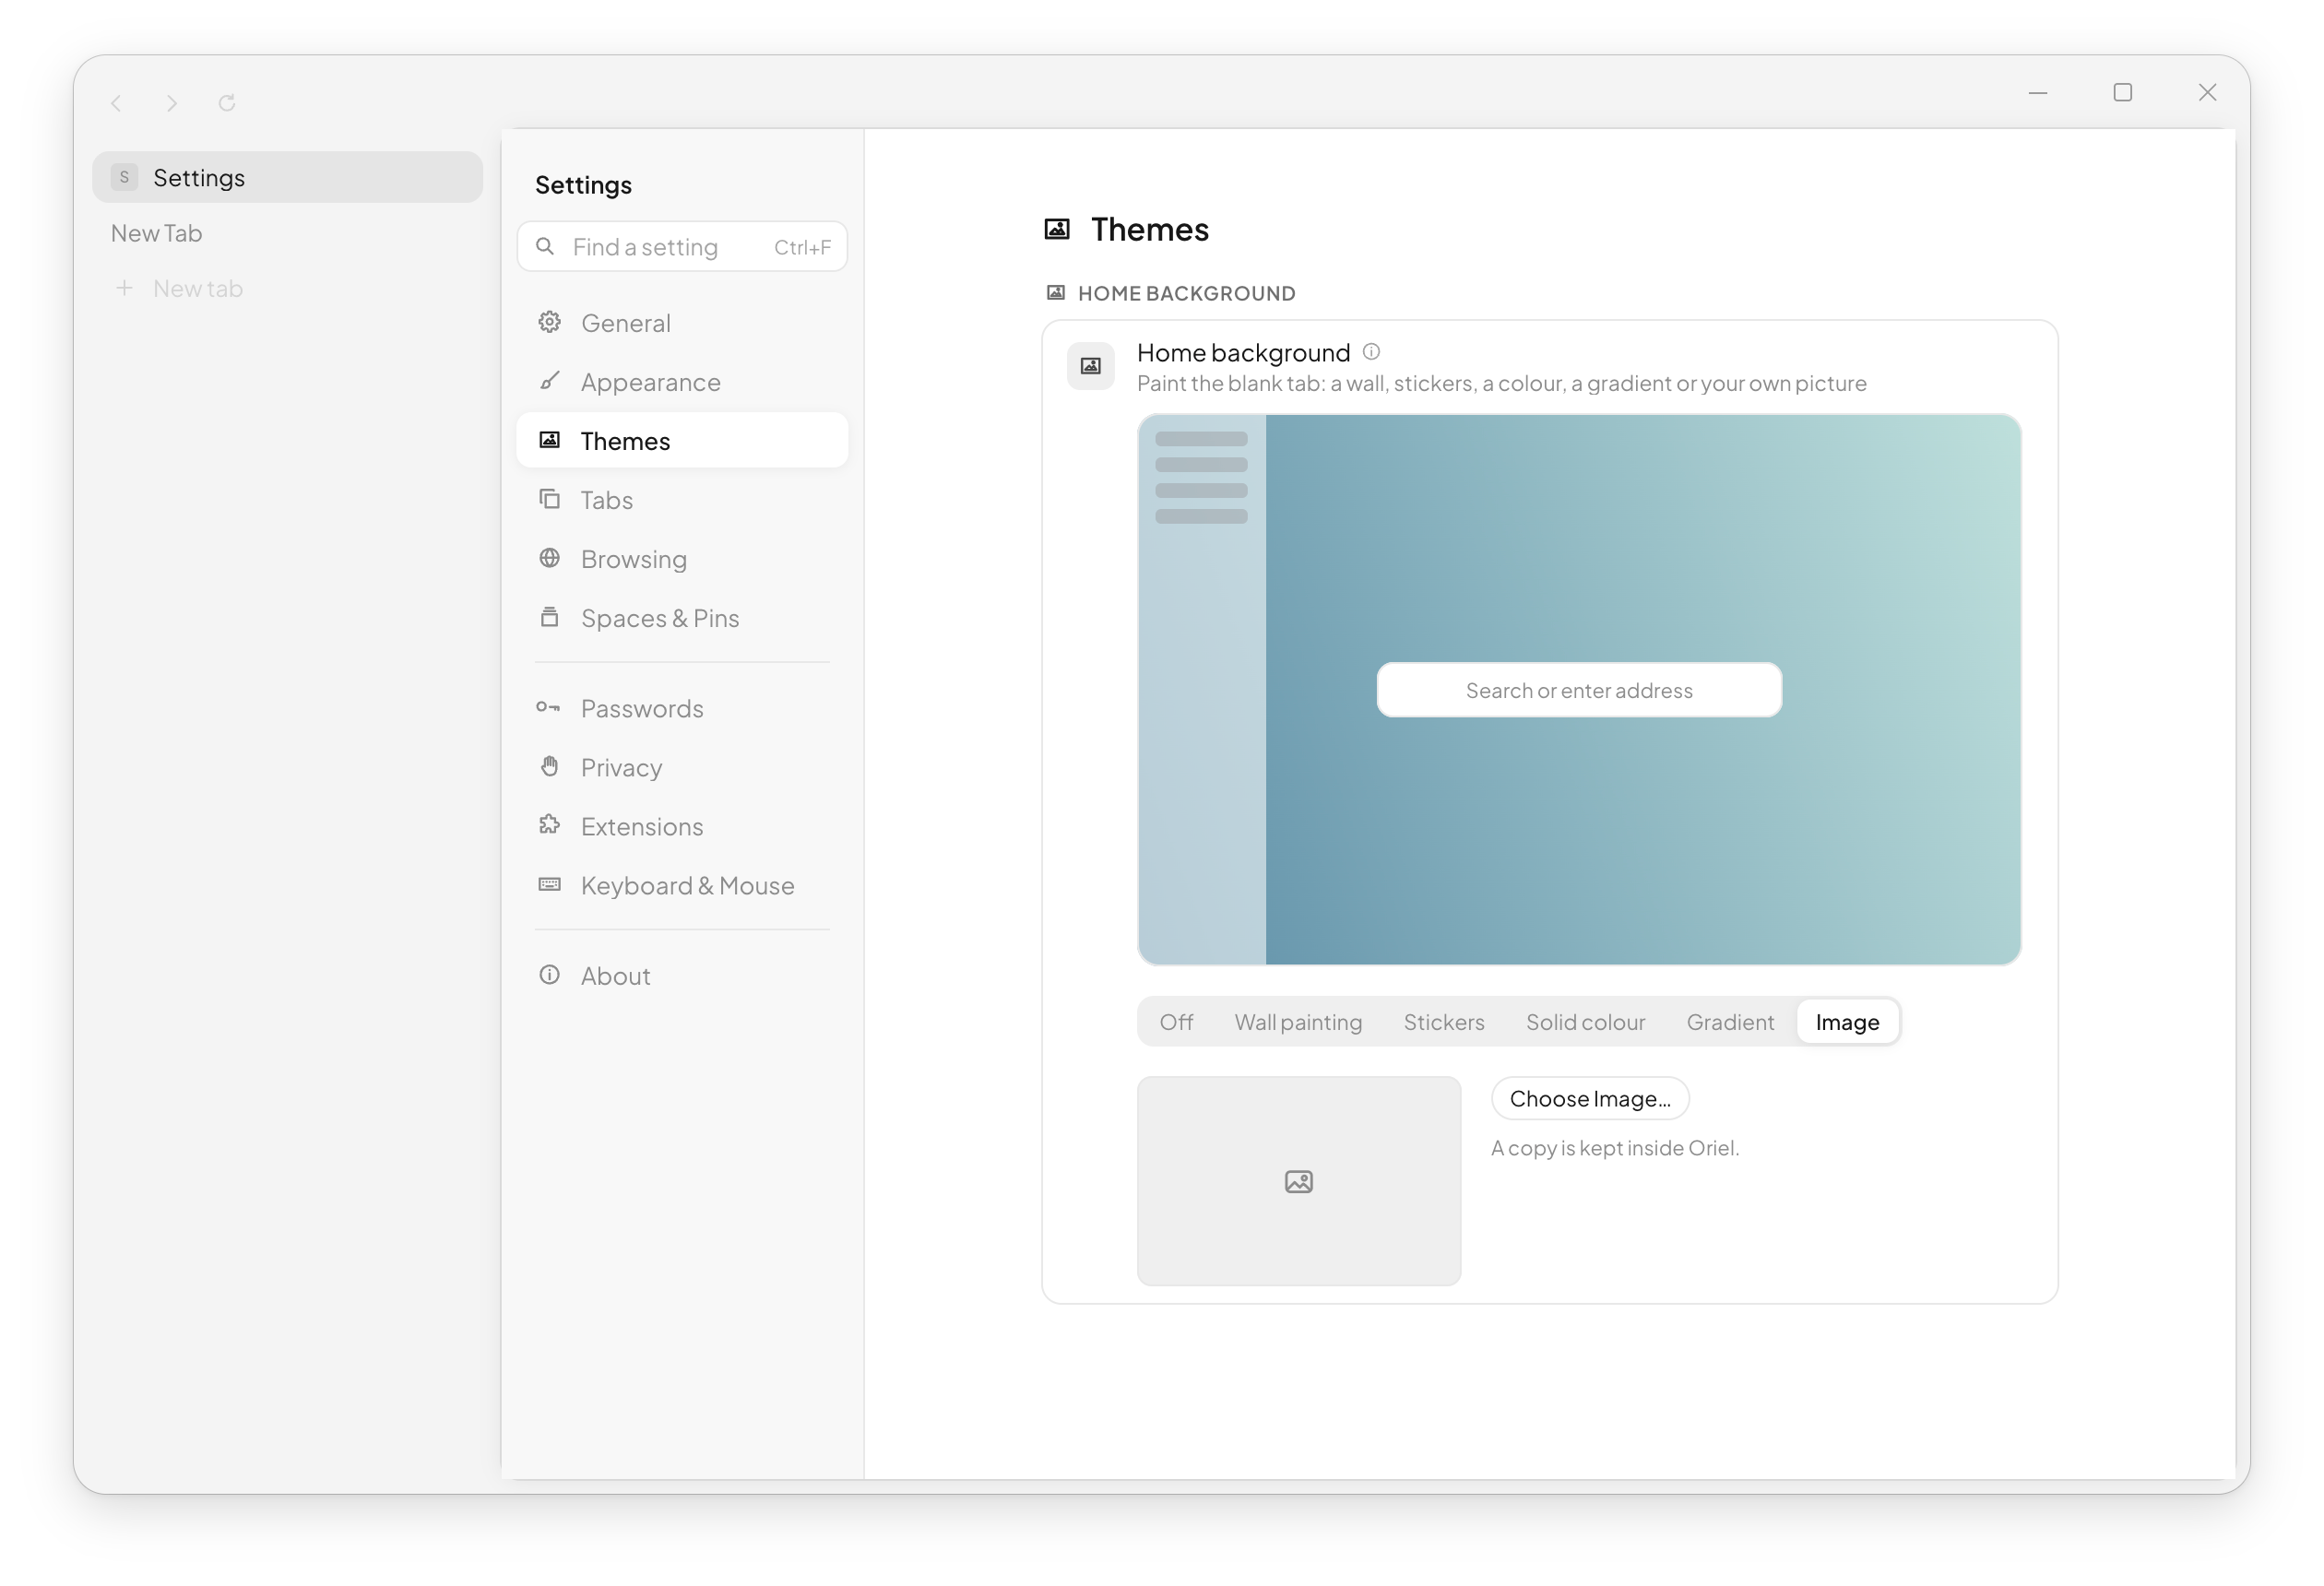 S Settings
New Tab
New tab
Settings
Find a setting Ctrl+F
General
Appearance
Themes
Tabs
Browsing
Spaces & Pins
Passwords
Privacy
Extensions
Keyboard & Mouse
About
Themes
HOME BACKGROUND
Home background
Paint the blank tab: a wall, stickers, a colour, a gradient or your own picture
Search or enter address
Off Wall painting Stickers Solid colour Gradient Image
Choose Image...
A copy is kept inside Oriel.